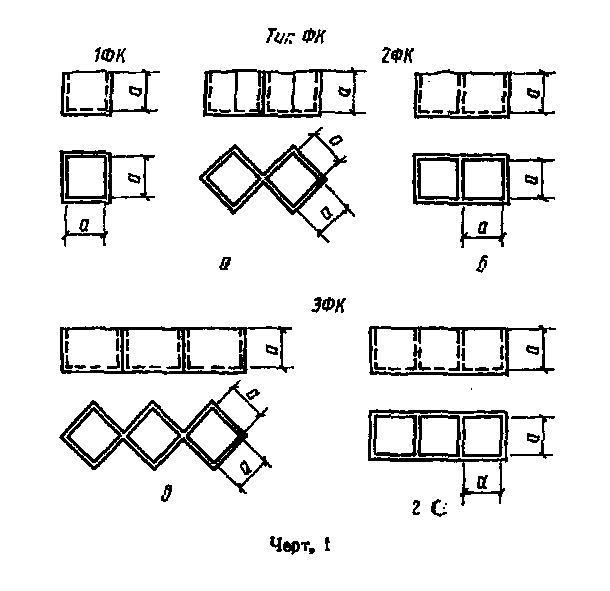 Тип ФК
1ФК 2ФК
а а а
а а а
а а а
а б
3ФК
а а
а а
а а
в г
Черт. 1